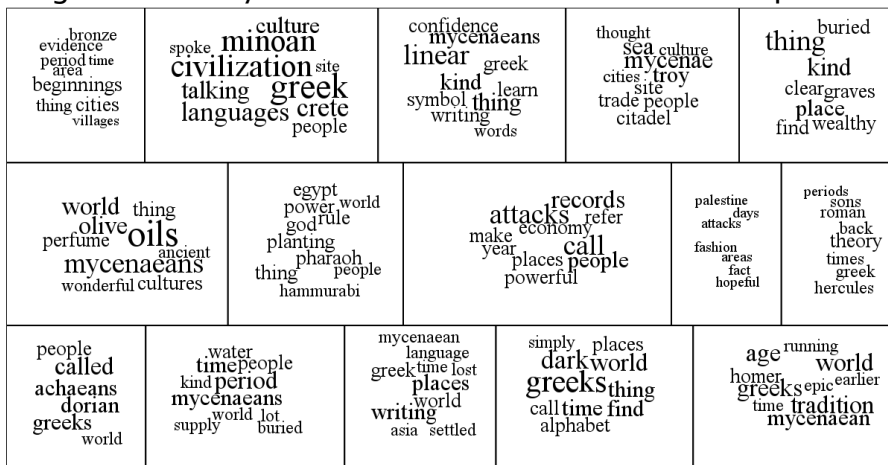 bronze
evidence
period time
area
beginnings
thing cities
villages
culture
minoan
spoke
civilization site
talking greek
languages crete
people
confidence
mycenaeans
linear
greek
kind learn
symbol thing
writing
words
thought
sea culture
mycenae
cities troy
site
trade people
citadel
buried
thing
kind
clear graves
place
find wealthy
world thing
olive oils
perfume
ancient
mycenaeans
wonderful cultures
egypt
power world
god rule
planting
pharaoh
thing people
hammurabi
records
attacks refer
economy
make call
year
places people
powerful
palestine
days
attacks
fashion
areas
fact
hopeful
periods
sons
roman
back
theory
times
greek
hercules
people
called
achaeans
dorian
greeks
world
water
time people
kind period
mycenaeans
world lot
supply buried
mycenaean
language
greek time lost
places
world
writing
asia settled
simply places
dark world
greeks thing
call time find
alphabet
running
age world
homer earlier
greeks epic
time tradition
mycenaean